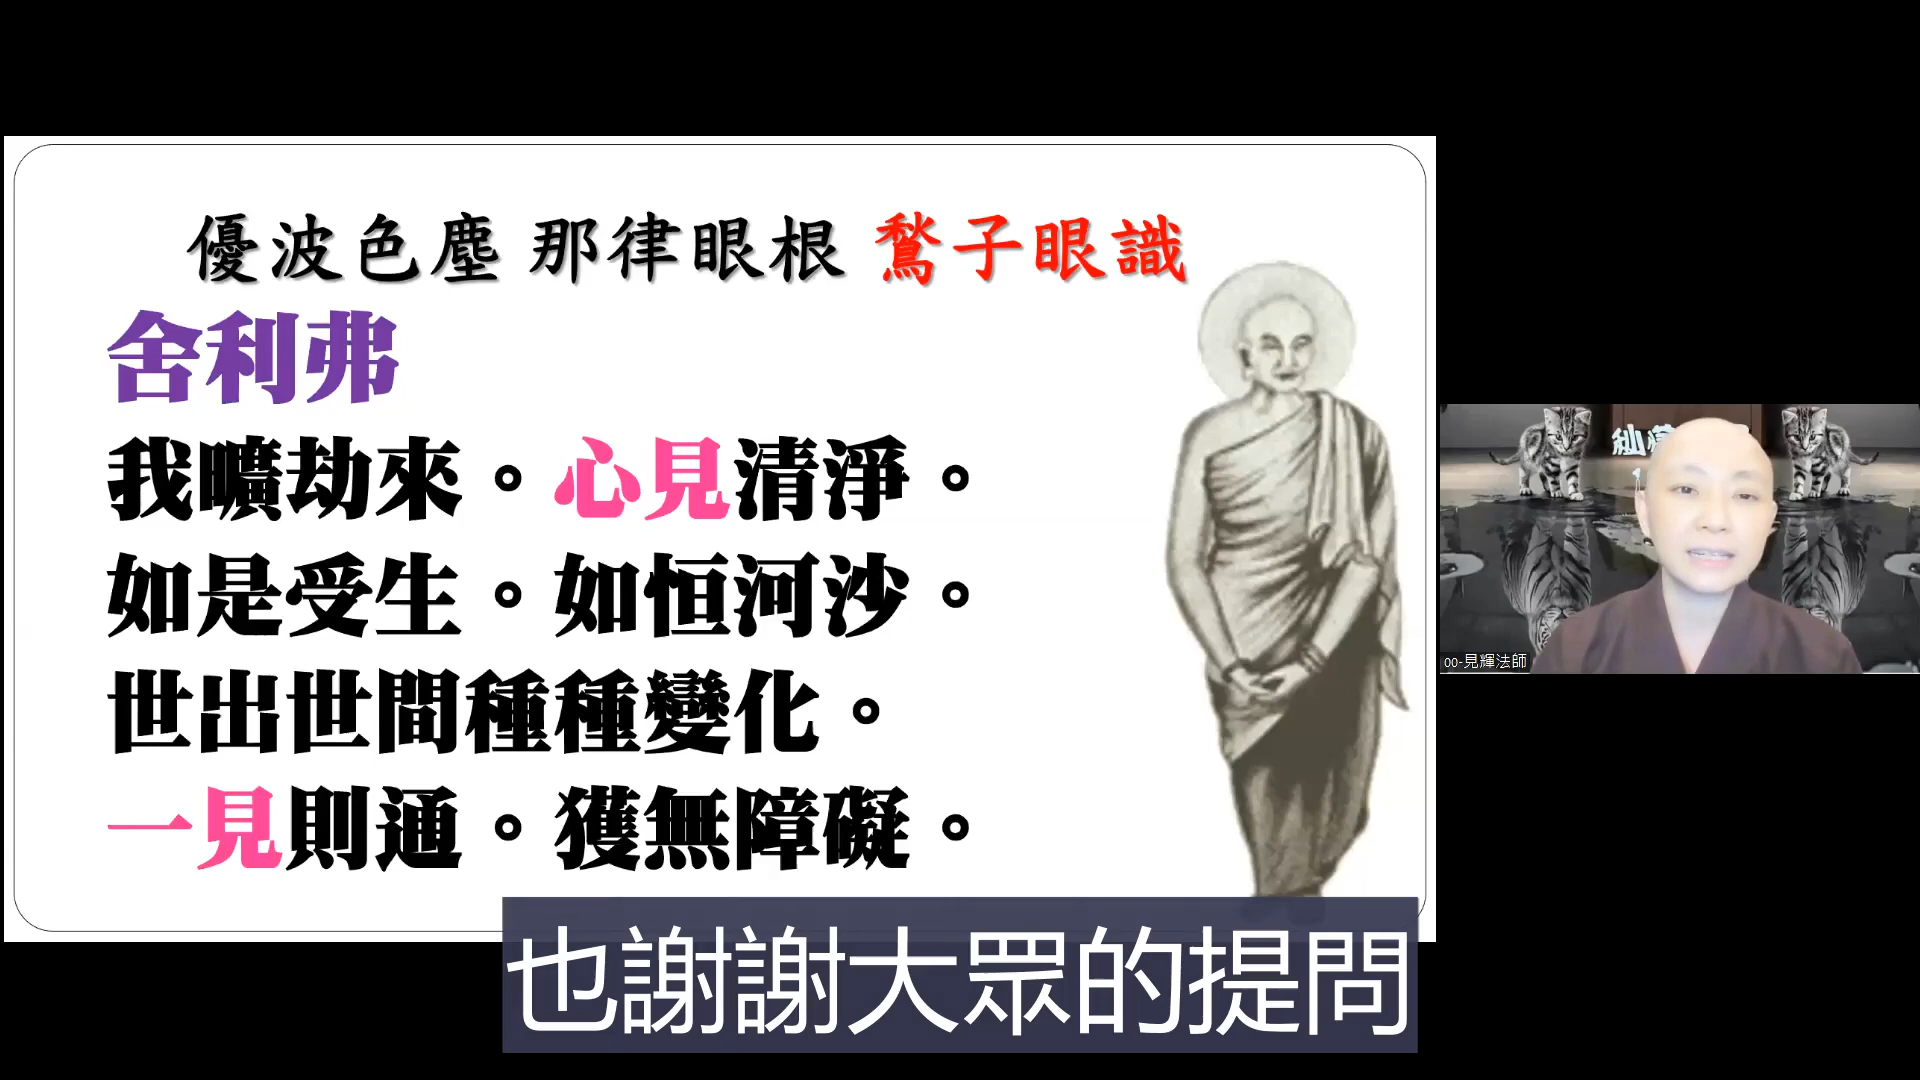 優波色塵 那律眼根 鶖子眼識
舍利弗
我曠劫來。心見清淨。
如是受生。如恒河沙。
世出世間種種變化。
一見則通。獲無障礙。
00-見輝法師
也謝謝大眾的提問